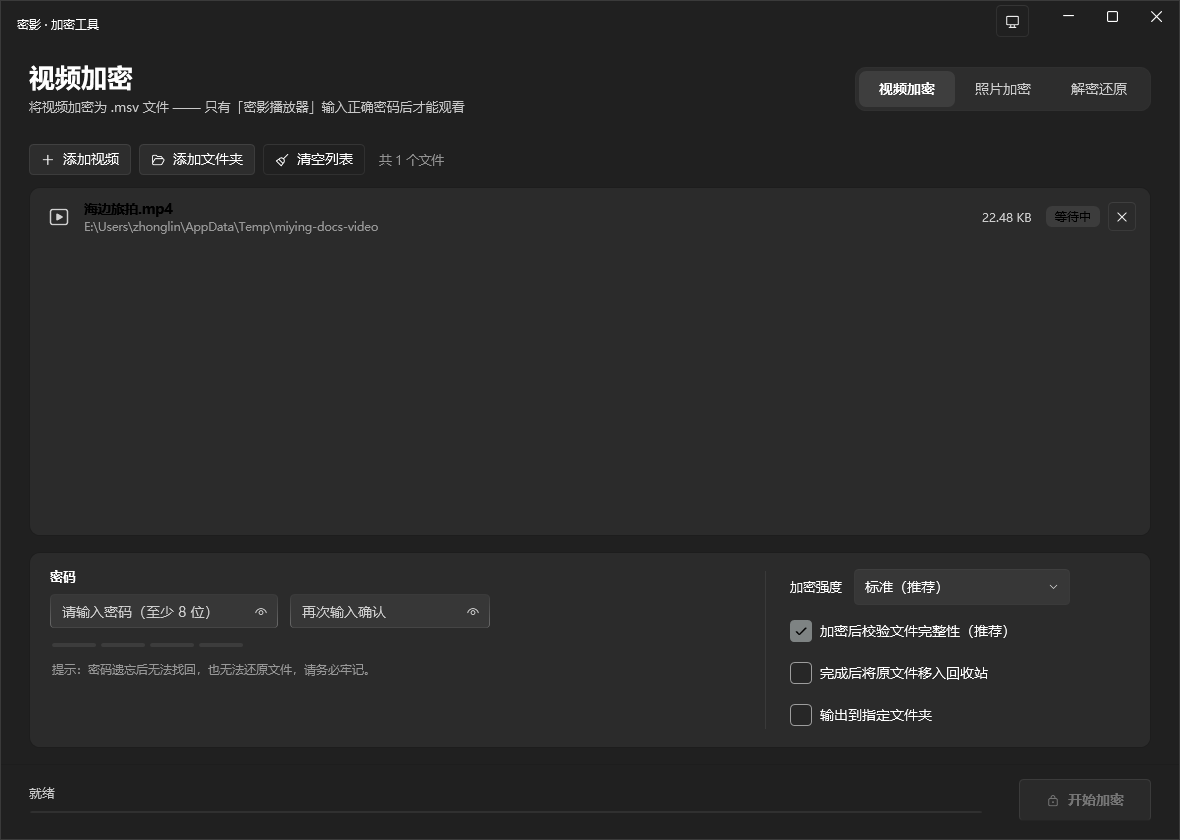 密影 · 加密工具
视频加密
将视频加密为 .msv 文件 —— 只有「密影播放器」输入正确密码后才能观看
视频加密
照片加密
解密还原
添加视频
添加文件夹
清空列表
共 1 个文件
海边旅拍.mp4
E:\Users\zhonglin\AppData\Temp\miying-docs-video
22.48 KB
等待中
密码
请输入密码（至少 8 位）
再次输入确认
提示：密码遗忘后无法找回，也无法还原文件，请务必牢记。
加密强度
标准（推荐）
加密后校验文件完整性（推荐）
完成后将原文件移入回收站
输出到指定文件夹
就绪
开始加密